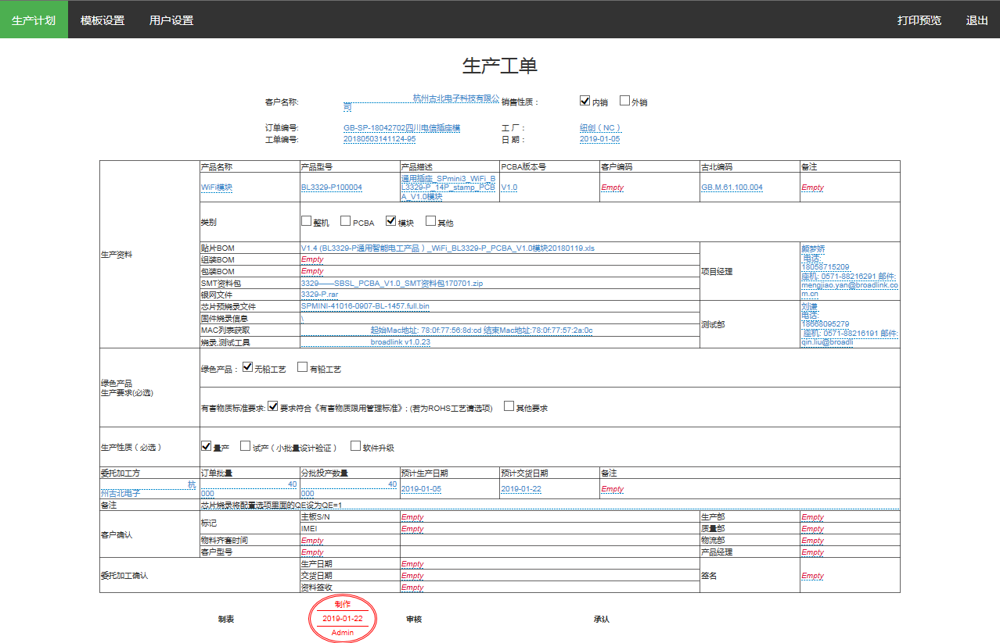 生产计划 模板设置 用户设置 打印预览 退出
生产工单
客户名称: 杭州古北电子科技有限公 销售性质： 内销 外销
司
订单编号: GB-SP-18042702四川电信插座模 工 厂： 纽创（NC）
工单编号: 20180503141124-95 日 期： 2019-01-05
产品名称 产品型号 产品描述 PCBA版本号 客户编码 古北编码 备注
通用插座_SPmini3_WiFi_B
WiFi模块 BL3329-P100004 L3329-P_14P_stamp_PCB V1.0 Empty GB.M.61.100.004 Empty
A_V1.0模块
类别 整机 PCBA 模块 其他
生产资料
贴片BOM V1.4 (BL3329-P通用智能电工产品 ）_WiFi_BL3329-P_PCBA_V1.0模块20180119.xls
组装BOM Empty
包装BOM Empty
SMT资料包 3329——SBSL_PCBA_V1.0_SMT资料包170701.zip
钢网文件 3329-P.rar
项目经理
颜梦娇
电话:
18058715209
座机: 0571-88216291 邮件:
mengjiao.yan@broadlink.co
m.cn
芯片预烧录文件 SPMINI-41016-0907-BL-1457.full.bin
固件烧录信息 \
MAC列表获取 起始Mac地址: 78:0f:77:56:8d:cd 结束Mac地址:78:0f:77:57:2a:0c
烧录,测试工具 broadlink v1.0.23
测试部
刘谦
电话:
18668095279
座机: 0571-88216191 邮件:
qin.liu@broadli
绿色产品
生产要求(必选)
绿色产品： 无铅工艺 有铅工艺
有害物质标准要求: 要求符合《有害物质限用管理标准》; (若为ROHS工艺请选项) 其他要求
生产性质（必选） 量产 试产（小批量设计验证） 软件升级
委托加工方 订单批量 分批投产数量 预计生产日期 预计交货日期 备注
杭 40 40 2019-01-05 2019-01-22 Empty
州古北电子 000 000
备注 芯片烧录将配置选项里面的QE设为QE=1
客户确认 标记 主板S/N Empty 生产部 Empty
IMEI Empty 质量部 Empty
物料齐套时间 Empty 物流部 Empty
客户型号 Empty 产品经理 Empty
委托加工确认 生产日期 Empty 签名 Empty
交货日期 Empty
资料签收 Empty
制作
制表 2019-01-22 审核 承认
Admin